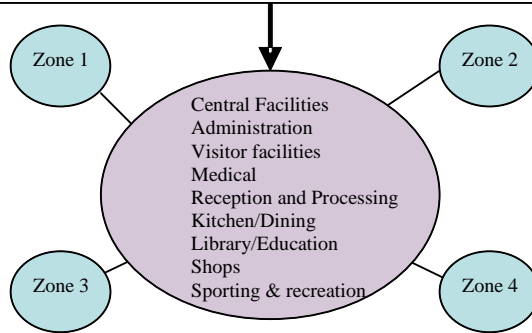 Zone 1
Zone 2
Central Facilities
Administration
Visitor facilities
Medical
Reception and Processing
Kitchen/Dining
Library/Education
Shops
Sporting & recreation
Zone 3
Zone 4